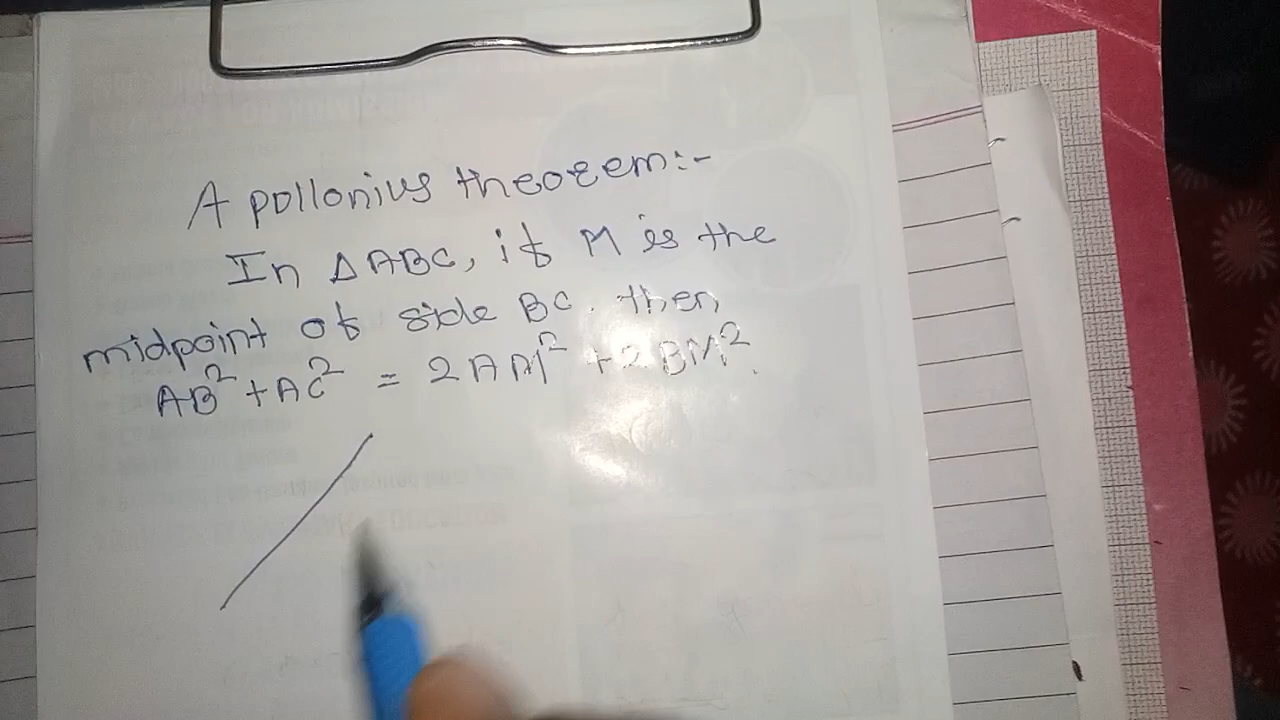 Apollonius theorem:-
In ΔABC, if M is the
midpoint of side BC. then
AB² + AC² = 2AM² + 2BM².